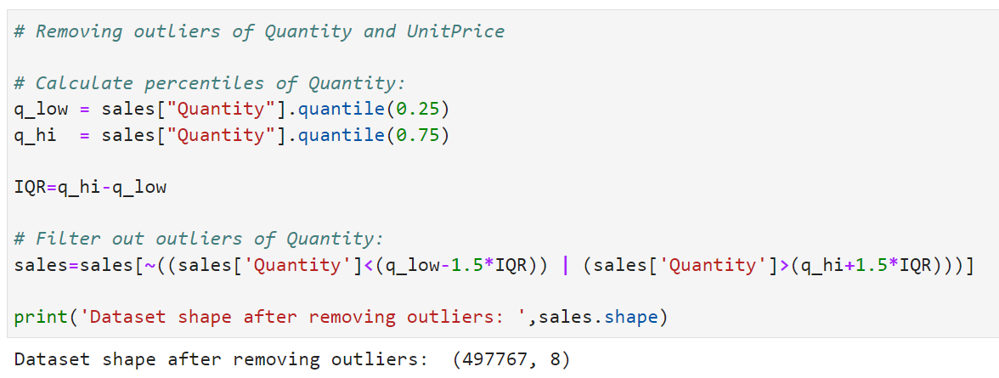 # Removing outliers of Quantity and UnitPrice
# Calculate percentiles of Quantity:
q_low = sales["Quantity"].quantile(0.25)
q_hi  = sales["Quantity"].quantile(0.75)
IQR=q_hi-q_low
# Filter out outliers of Quantity:
sales=sales[~((sales['Quantity']<(q_low-1.5*IQR)) | (sales['Quantity']>(q_hi+1.5*IQR)))]
print('Dataset shape after removing outliers: ',sales.shape)
Dataset shape after removing outliers:  (497767, 8)